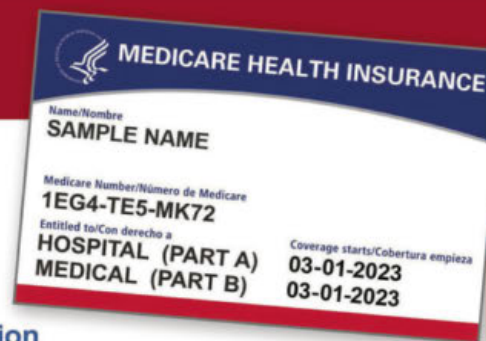 MEDICARE HEALTH INSURANCE
Name/Nombre
SAMPLE NAME
Medicare Number/Número de Medicare
1EG4-TE5-MK72
Entitled to/Con derecho a
HOSPITAL (PART A)
MEDICAL (PART B)
Coverage starts/Cobertura empieza
03-01-2023
03-01-2023